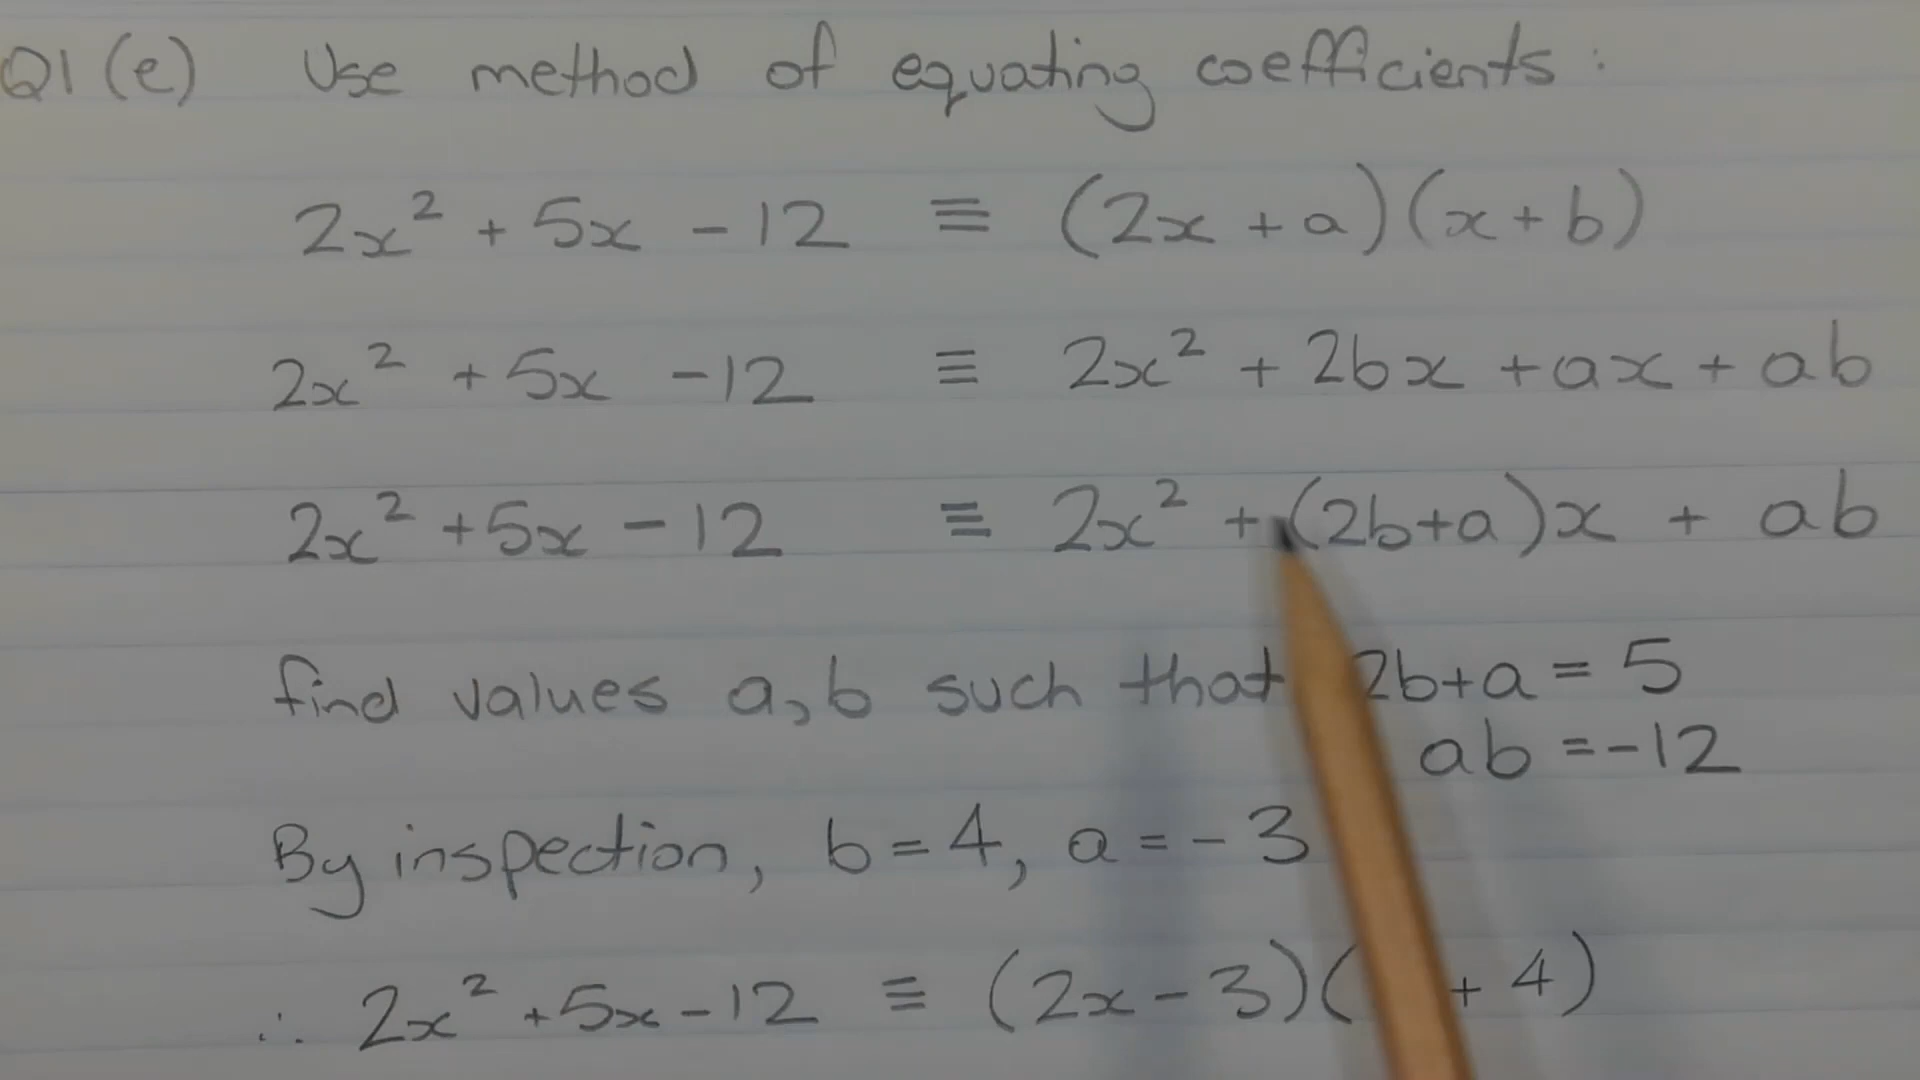 Q1 (e) Use method of equating coefficients:
2x² + 5x - 12 ≡ (2x + a)(x + b)
2x² + 5x - 12 ≡ 2x² + 2bx + ax + ab
2x² + 5x - 12 ≡ 2x² + (2b+a)x + ab
find values a, b such that 2b+a = 5
ab = -12
By inspection, b = 4, a = -3
∴ 2x² + 5x - 12 ≡ (2x - 3)( + 4)